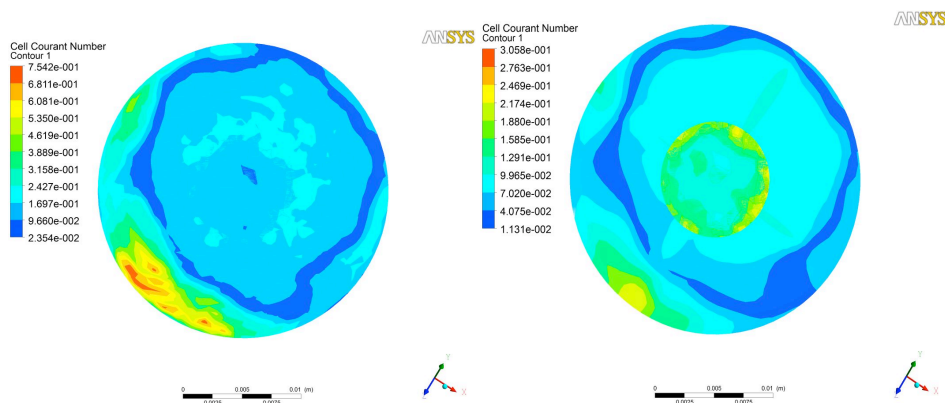 ANSYS
Cell Courant Number
Contour 1
7.542e-001
6.811e-001
6.081e-001
5.350e-001
4.619e-001
3.889e-001
3.158e-001
2.427e-001
1.697e-001
9.660e-002
2.354e-002
0
0.005
0.01 (m)
0.0025
0.0075
Y
X
Z
ANSYS
Cell Courant Number
Contour 1
3.058e-001
2.763e-001
2.469e-001
2.174e-001
1.880e-001
1.585e-001
1.291e-001
9.965e-002
7.020e-002
4.075e-002
1.131e-002
0
0.005
0.01 (m)
0.0025
0.0075
Y
X
Z